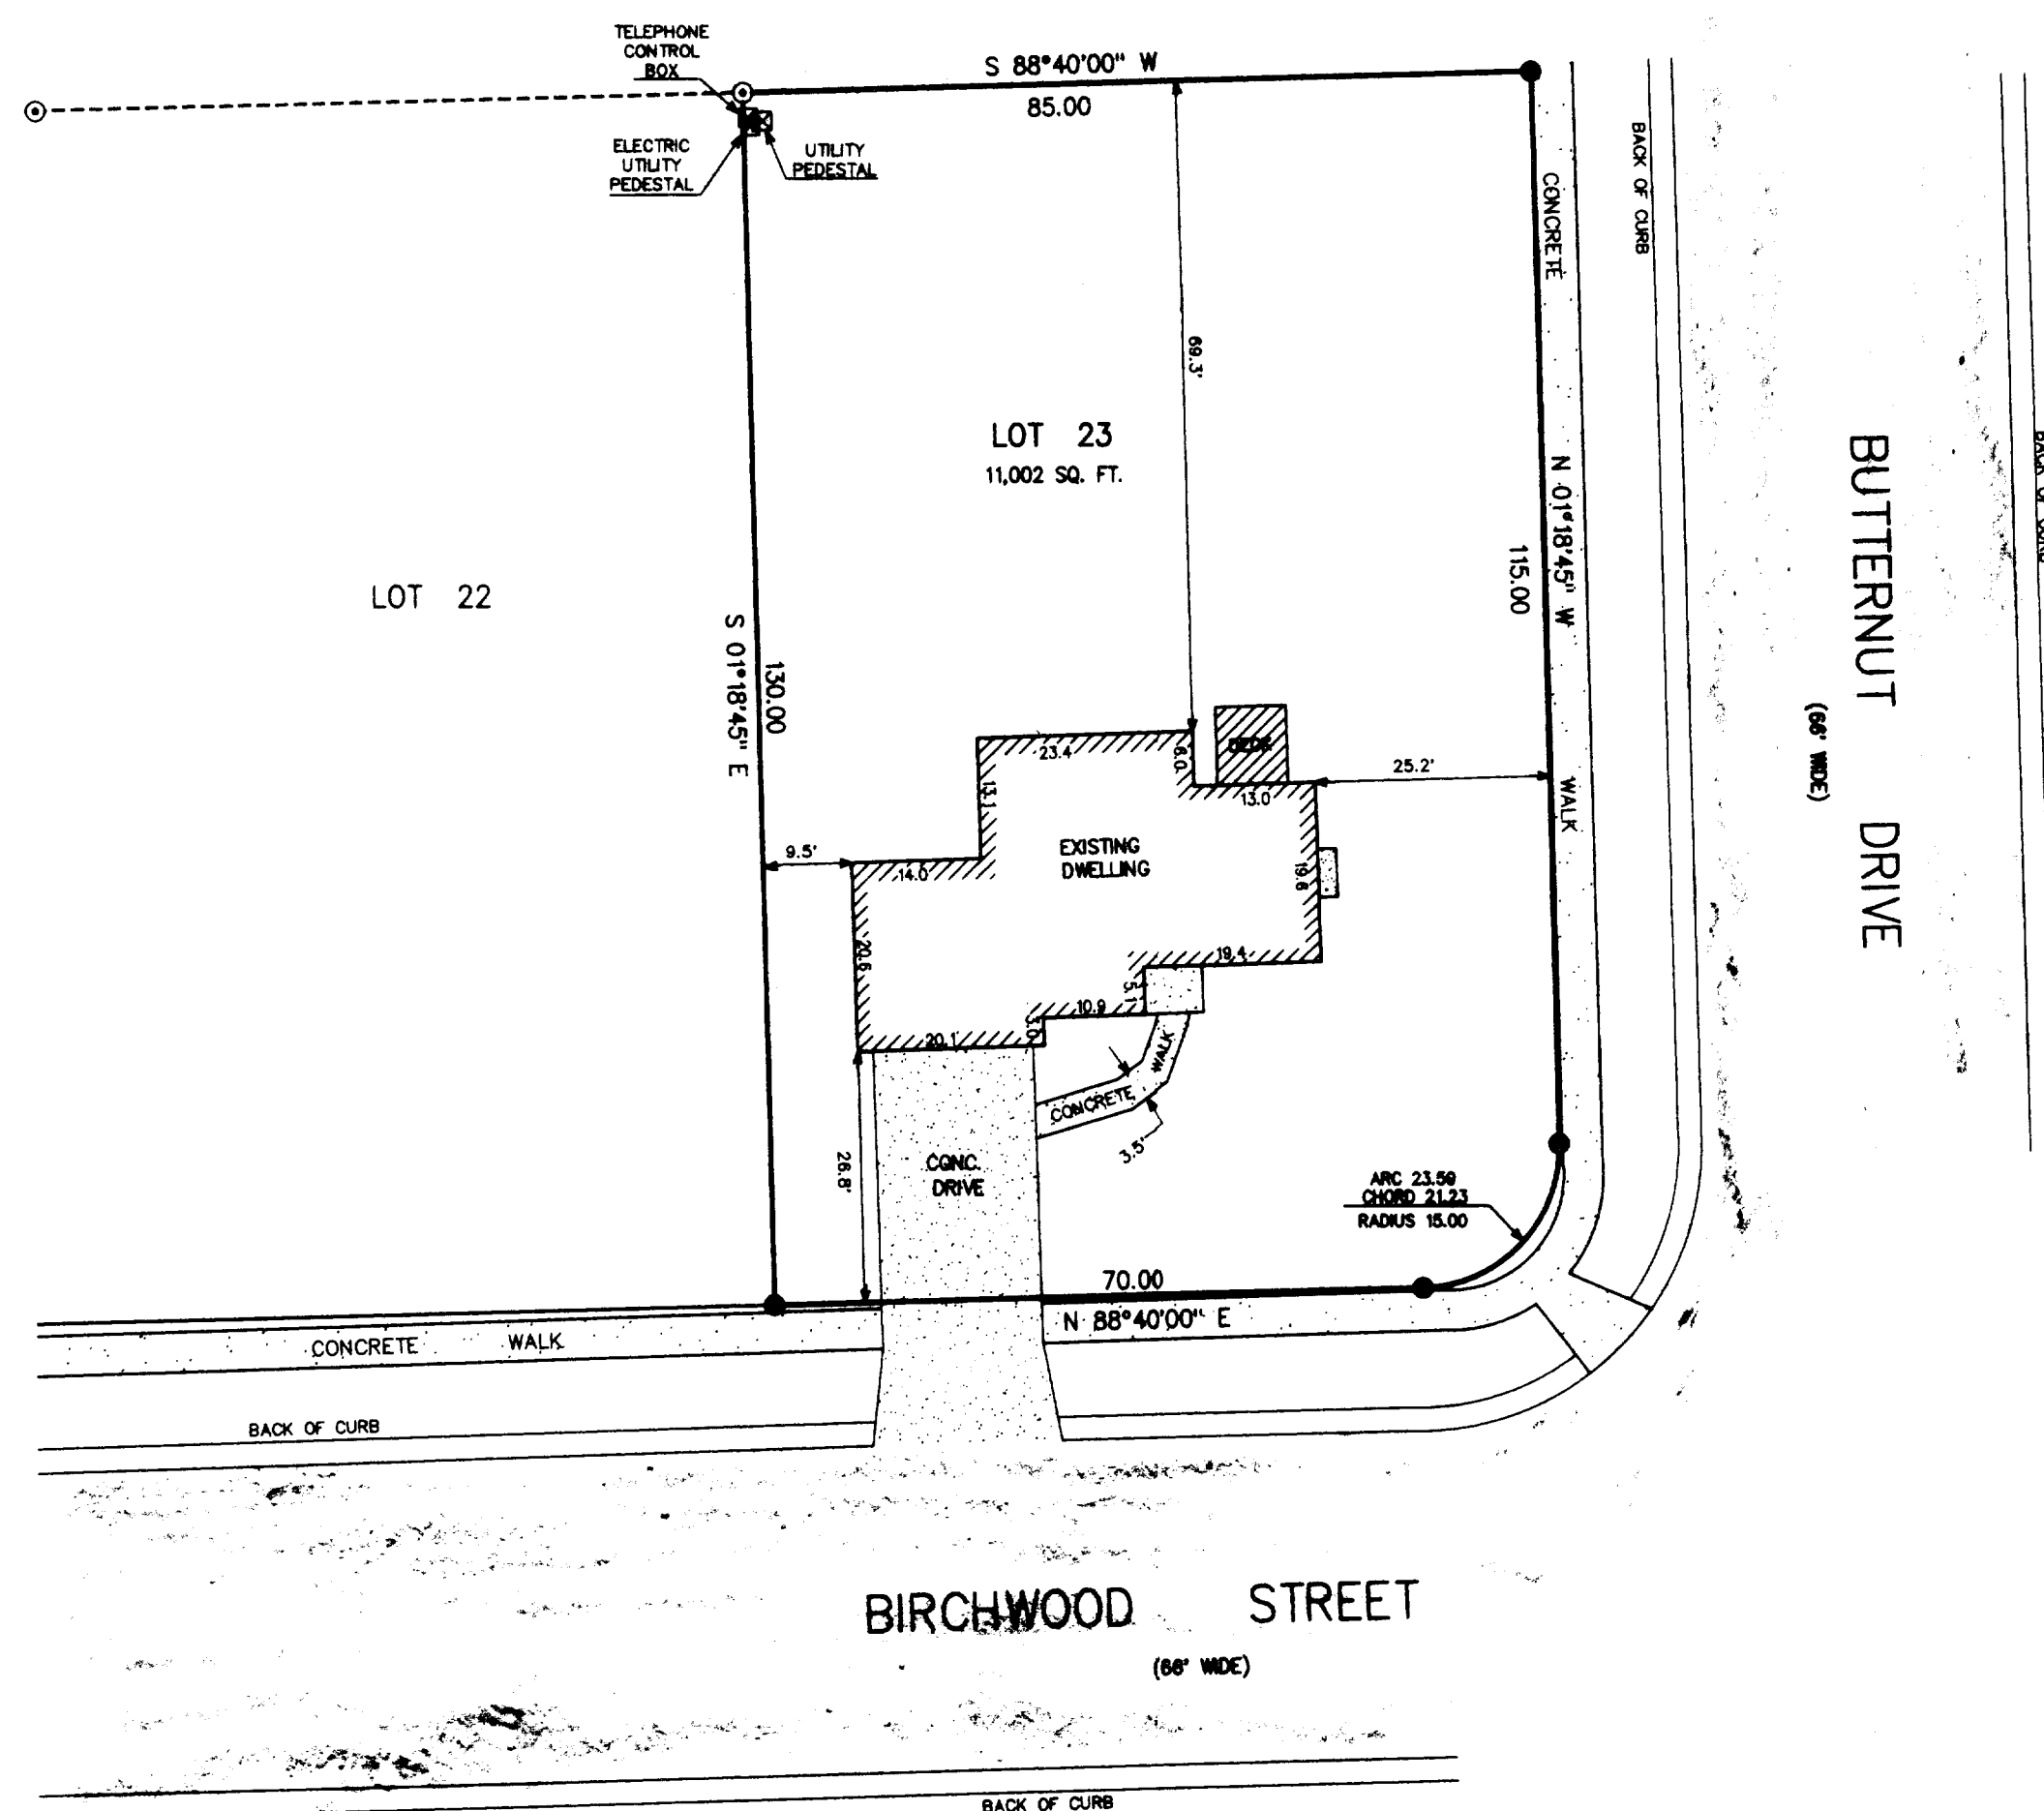 TELEPHONE
CONTROL
BOX
S 88°40'00" W
85.00
ELECTRIC
UTILITY
PEDESTAL
UTILITY
PEDESTAL
CONCRETE
BACK OF CURB
69.3'
LOT 23
11,002 SQ. FT.
N 01°18'45" W
115.00
BUTTERNUT DRIVE
(66' WIDE)
BACK OF CURB
LOT 22
S 01°18'45" E
130.00
23.4
6.0
DECK
13.0
25.2'
WALK
13.1
EXISTING
DWELLING
9.5'
14.0
19.6
20.6
19.4
5.1
10.9
3.0
20.1
WALK
CONCRETE
3.5'
26.8'
CONC.
DRIVE
ARC 23.56
CHORD 21.23
RADIUS 15.00
70.00
N 88°40'00" E
CONCRETE WALK
BACK OF CURB
BIRCHWOOD STREET
(66' WIDE)
BACK OF CURB